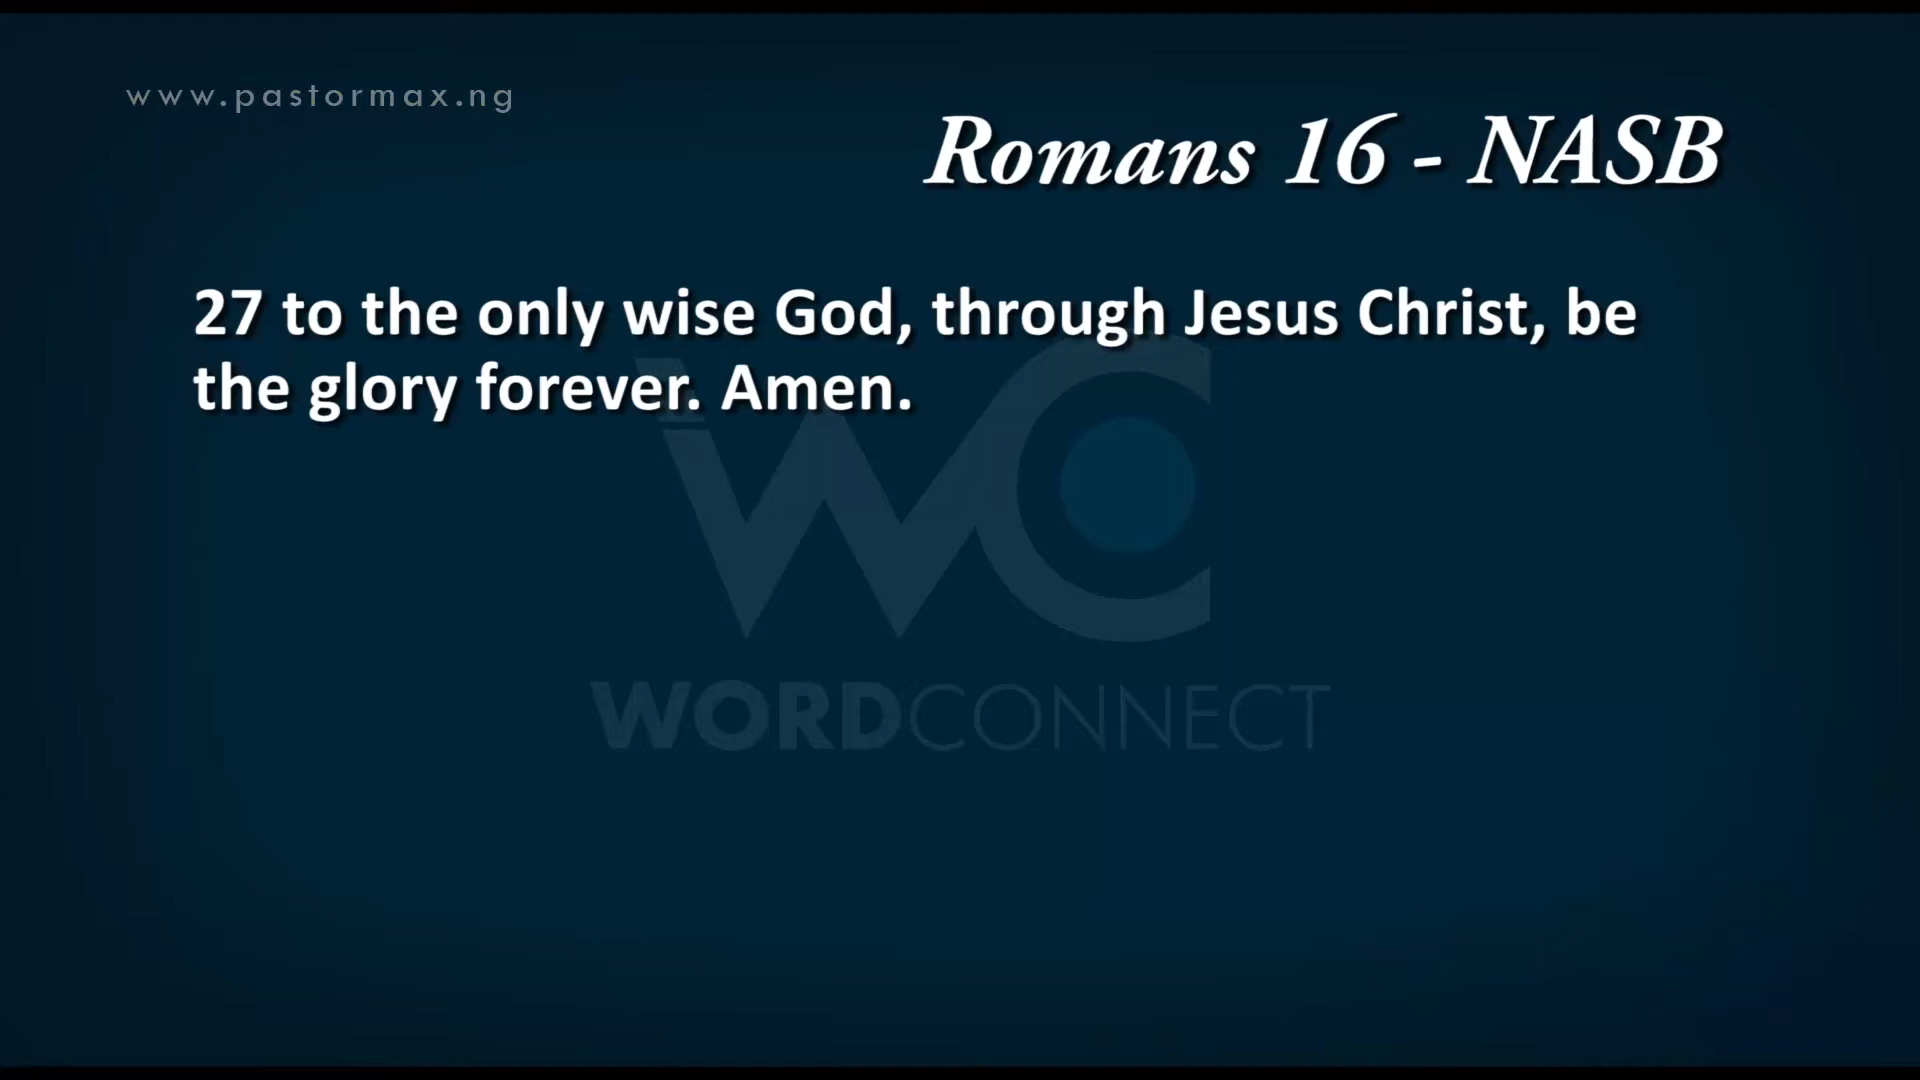 www.pastormax.ng
Romans 16 - NASB
27 to the only wise God, through Jesus Christ, be
the glory forever. Amen.
WC
WORDCONNECT